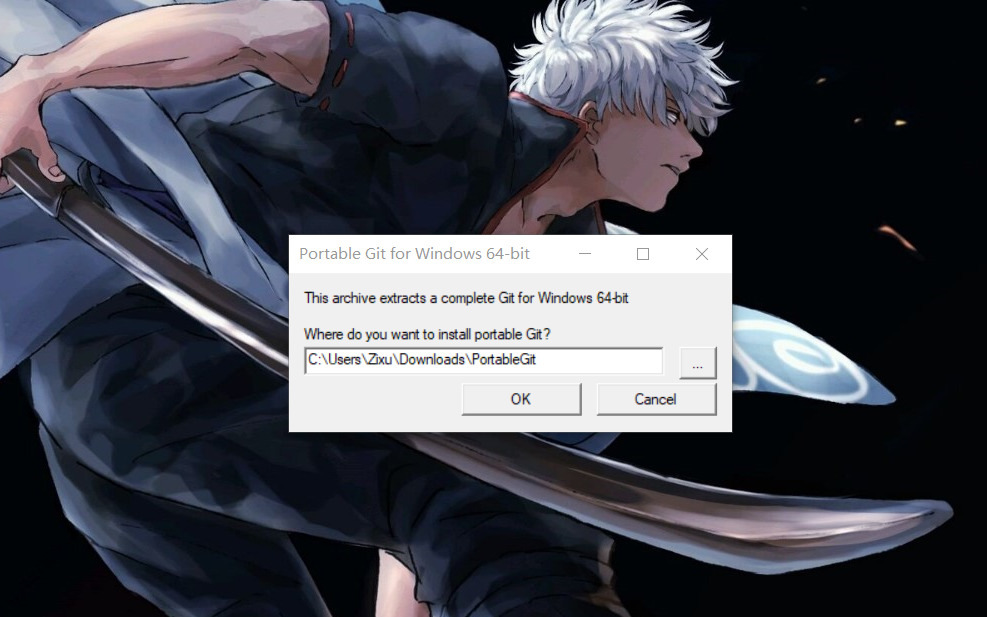 Portable Git for Windows 64-bit
This archive extracts a complete Git for Windows 64-bit
Where do you want to install portable Git?
C:\Users\Zixu\Downloads\PortableGit
...
OK Cancel